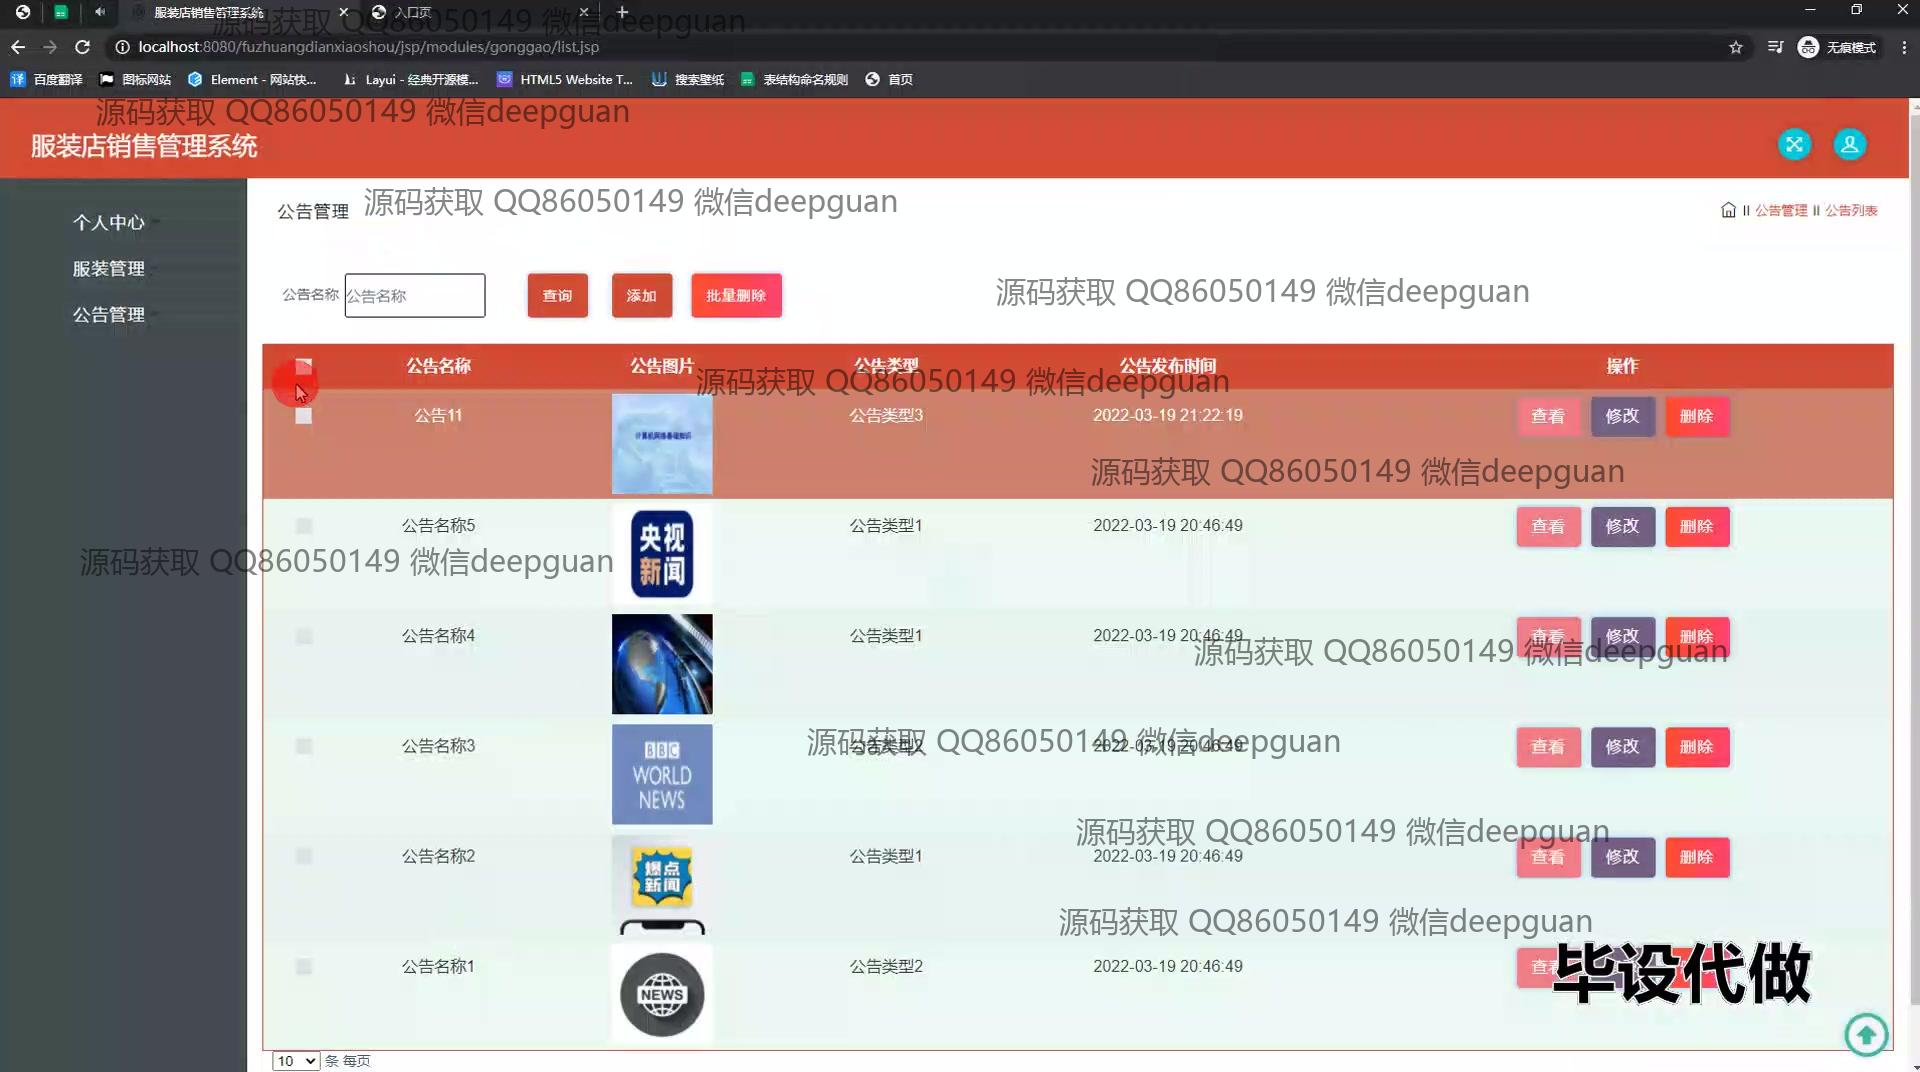 服装店销售管理系统
入口页
源码获取 QQ86050149 微信deepguan
localhost:8080/fuzhuangdianxiaoshou/jsp/modules/gonggao/list.jsp
无痕模式
百度翻译 图标网站 Element - 网站快... Layui - 经典开源模... HTML5 Website T... 搜索壁纸 表结构命名规则 首页
源码获取 QQ86050149 微信deepguan
服装店销售管理系统
个人中心
服装管理
公告管理
公告管理
源码获取 QQ86050149 微信deepguan
公告管理 公告列表
公告名称 公告名称 查询 添加 批量删除
源码获取 QQ86050149 微信deepguan
公告名称 公告图片 公告类型 公告发布时间 操作
源码获取 QQ86050149 微信deepguan
公告11 计算机网络基础知识 公告类型3 2022-03-19 21:22:19 查看 修改 删除
源码获取 QQ86050149 微信deepguan
公告名称5 央视新闻 公告类型1 2022-03-19 20:46:49 查看 修改 删除
源码获取 QQ86050149 微信deepguan
公告名称4 公告类型1 2022-03-19 20:46:49 查看 修改 删除
源码获取 QQ86050149 微信deepguan
公告名称3 BBC WORLD NEWS 公告类型2 2022-03-19 20:46:49 查看 修改 删除
源码获取 QQ86050149 微信deepguan
源码获取 QQ86050149 微信deepguan
公告名称2 爆点新闻 公告类型1 2022-03-19 20:46:49 查看 修改 删除
源码获取 QQ86050149 微信deepguan
公告名称1 NEWS 公告类型2 2022-03-19 20:46:49 查看
毕设代做
10 条 每页